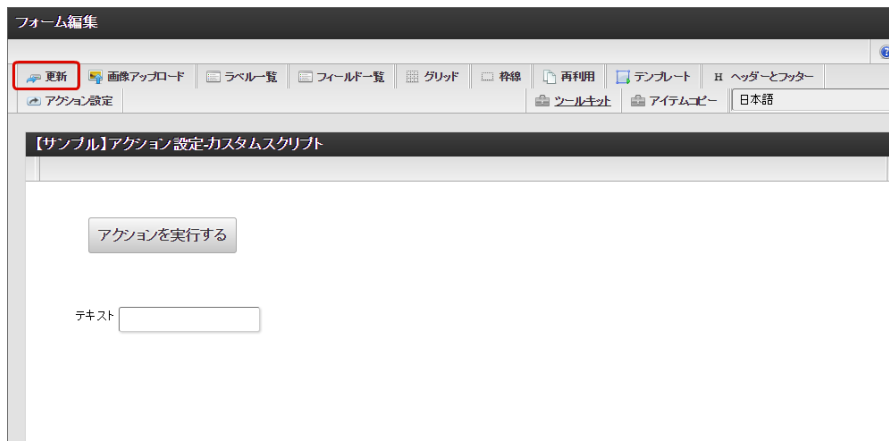 フォーム編集
更新 画像アップロード ラベル一覧 フィールド一覧 グリッド 枠線 再利用 テンプレート H ヘッダーとフッター
アクション設定 ツールキット アイテムコピー 日本語
【サンプル】アクション設定-カスタムスクリプト
アクションを実行する
テキスト